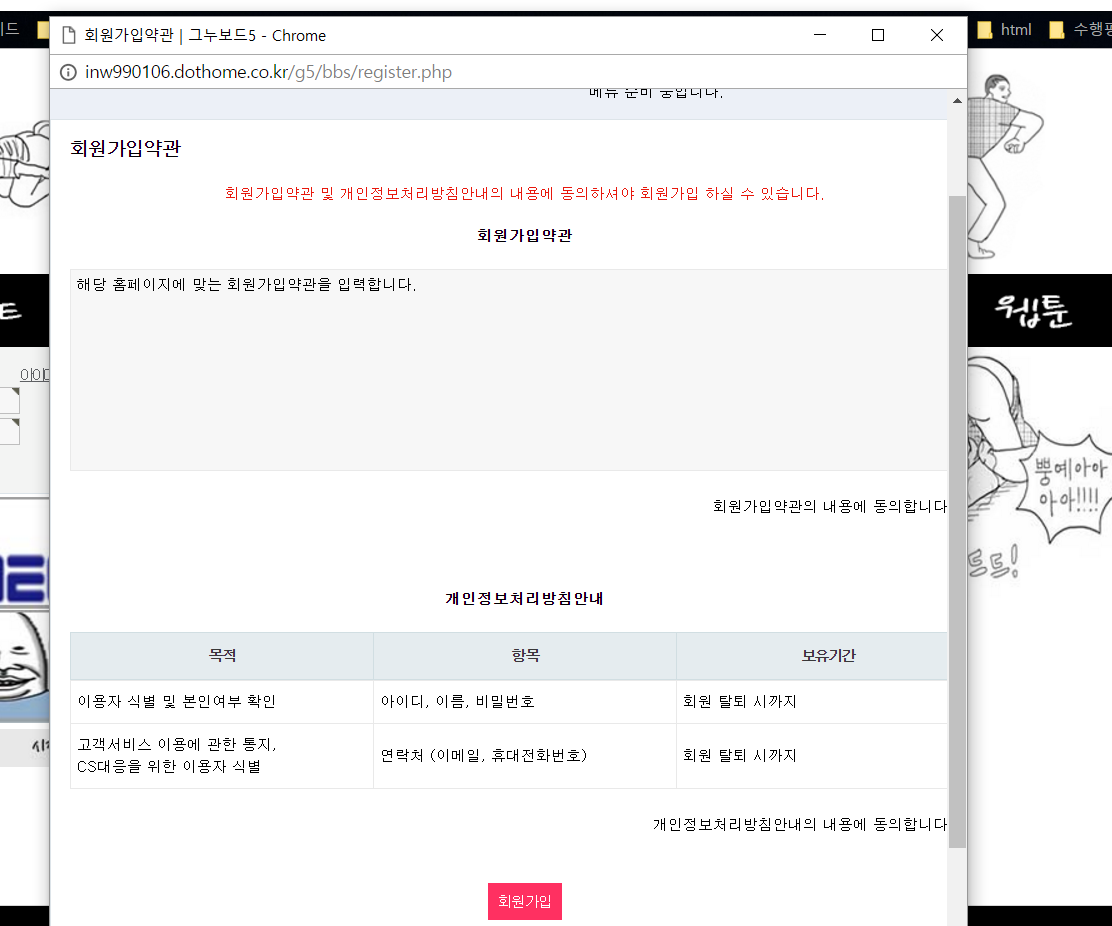 html
수행평
회원가입약관 | 그누보드5 - Chrome
inw990106.dothome.co.kr/g5/bbs/register.php
메뉴 준비 중입니다.
회원가입약관
회원가입약관 및 개인정보처리방침안내의 내용에 동의하셔야 회원가입 하실 수 있습니다.
회원가입약관
해당 홈페이지에 맞는 회원가입약관을 입력합니다.
웹툰
트
아이디
뿡예아아
아아!!!!
회원가입약관의 내용에 동의합니다
트트!
개인정보처리방침안내
목적 항목 보유기간
이용자 식별 및 본인여부 확인 아이디, 이름, 비밀번호 회원 탈퇴 시까지
고객서비스 이용에 관한 통지,
CS대응을 위한 이용자 식별 연락처 (이메일, 휴대전화번호) 회원 탈퇴 시까지
개인정보처리방침안내의 내용에 동의합니다
회원가입